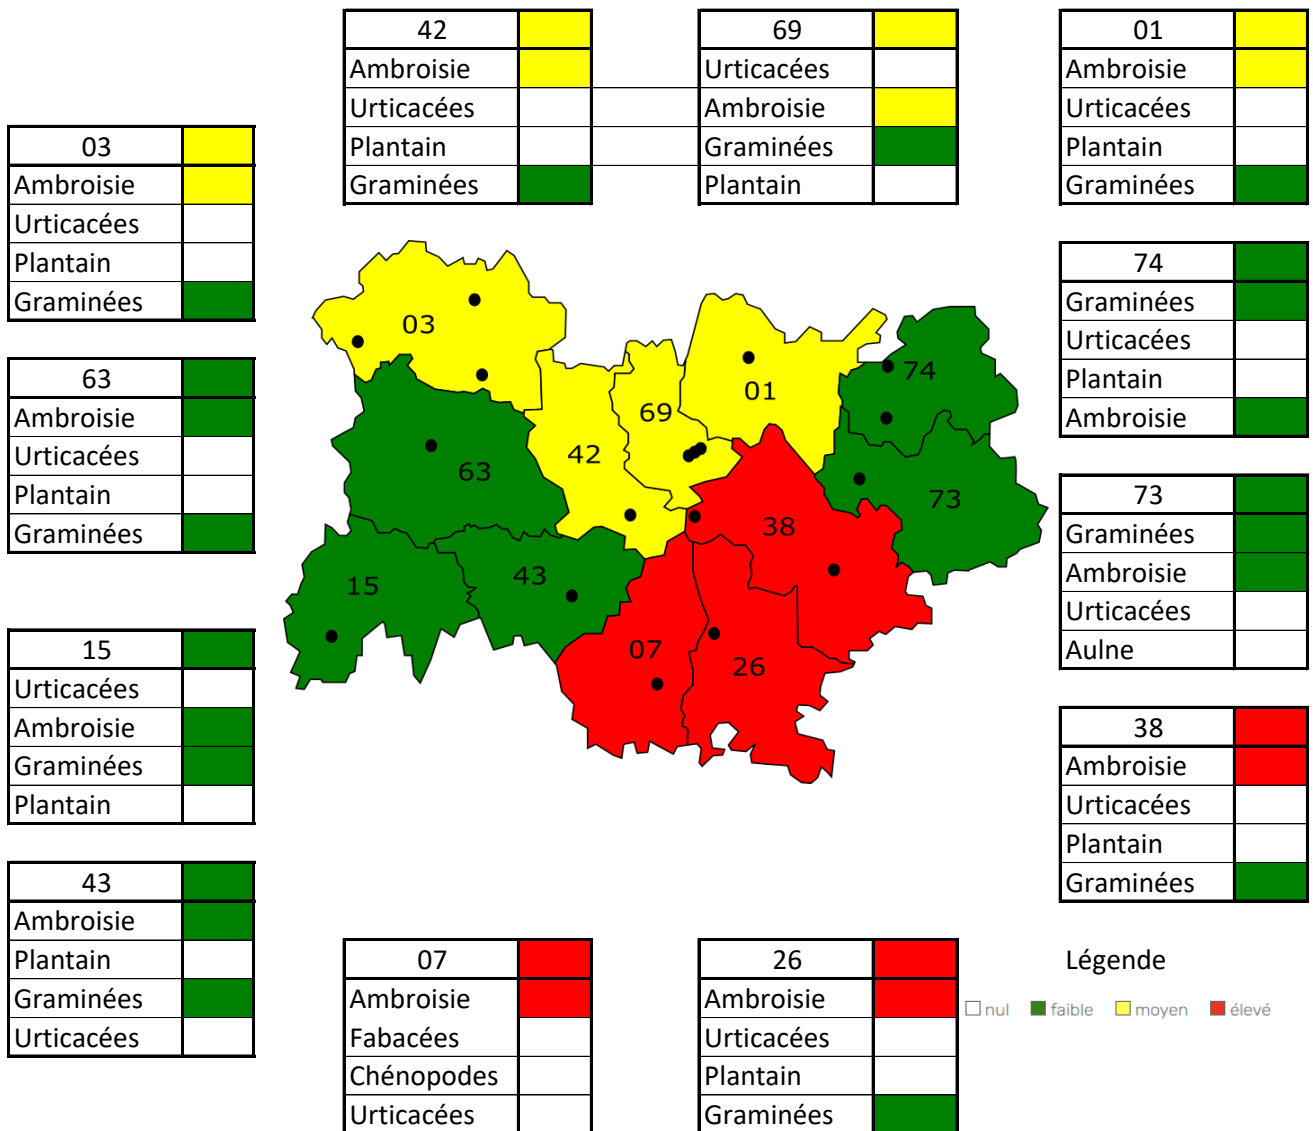 42
Ambroisie
Urticacées
Plantain
Graminées
69
Urticacées
Ambroisie
Graminées
Plantain
01
Ambroisie
Urticacées
Plantain
Graminées
03
Ambroisie
Urticacées
Plantain
Graminées
63
Ambroisie
Urticacées
Plantain
Graminées
15
Urticacées
Ambroisie
Graminées
Plantain
43
Ambroisie
Plantain
Graminées
Urticacées
03
01
74
69
42
63
73
38
43
15
07
26
74
Graminées
Urticacées
Plantain
Ambroisie
73
Graminées
Ambroisie
Urticacées
Aulne
38
Ambroisie
Urticacées
Plantain
Graminées
07
Ambroisie
Fabacées
Chénopodes
Urticacées
26
Ambroisie
Urticacées
Plantain
Graminées
Légende
nul faible moyen élevé